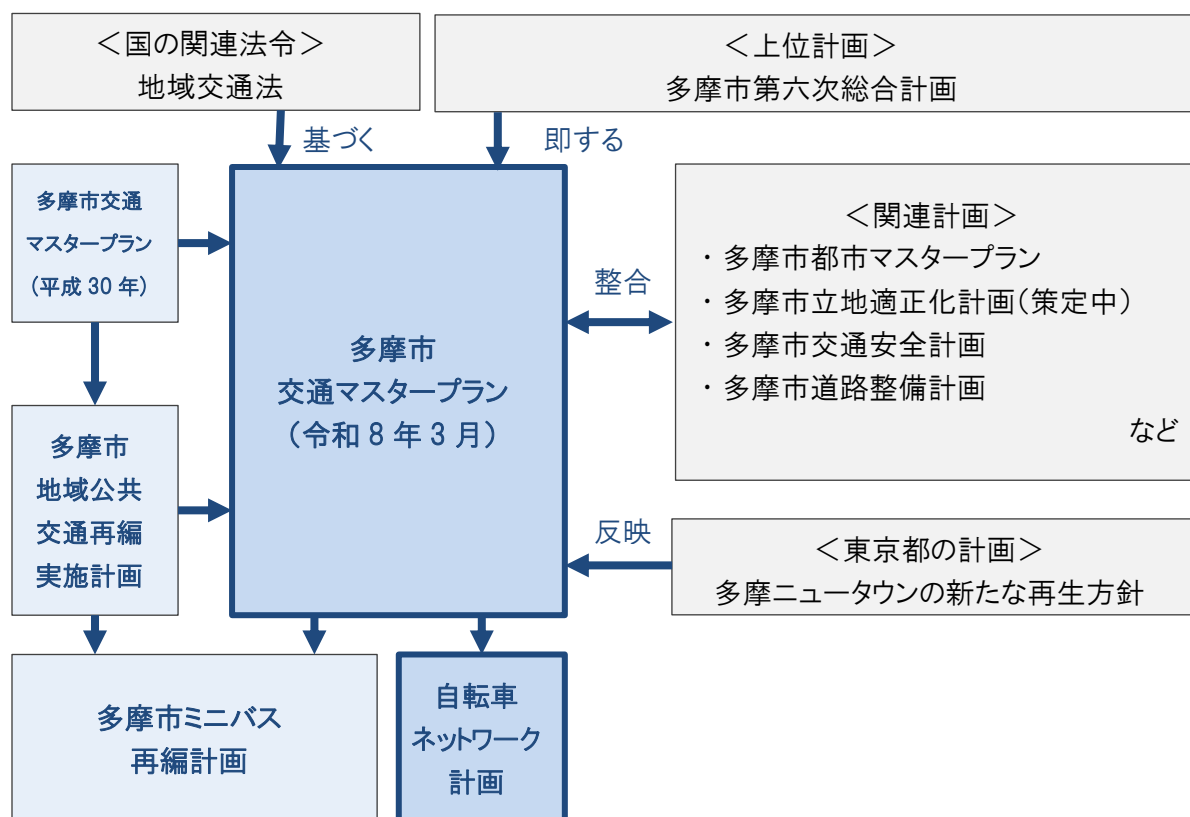 ＜国の関連法令＞
地域交通法
＜上位計画＞
多摩市第六次総合計画
基づく
即する
多摩市交通
マスタープラン
（平成 30 年）
多摩市
交通マスタープラン
（令和 8 年 3 月）
整合
＜関連計画＞
・多摩市都市マスタープラン
・多摩市立地適正化計画（策定中）
・多摩市交通安全計画
・多摩市道路整備計画
など
多摩市
地域公共
交通再編
実施計画
反映
＜東京都の計画＞
多摩ニュータウンの新たな再生方針
多摩市ミニバス
再編計画
自転車
ネットワーク
計画